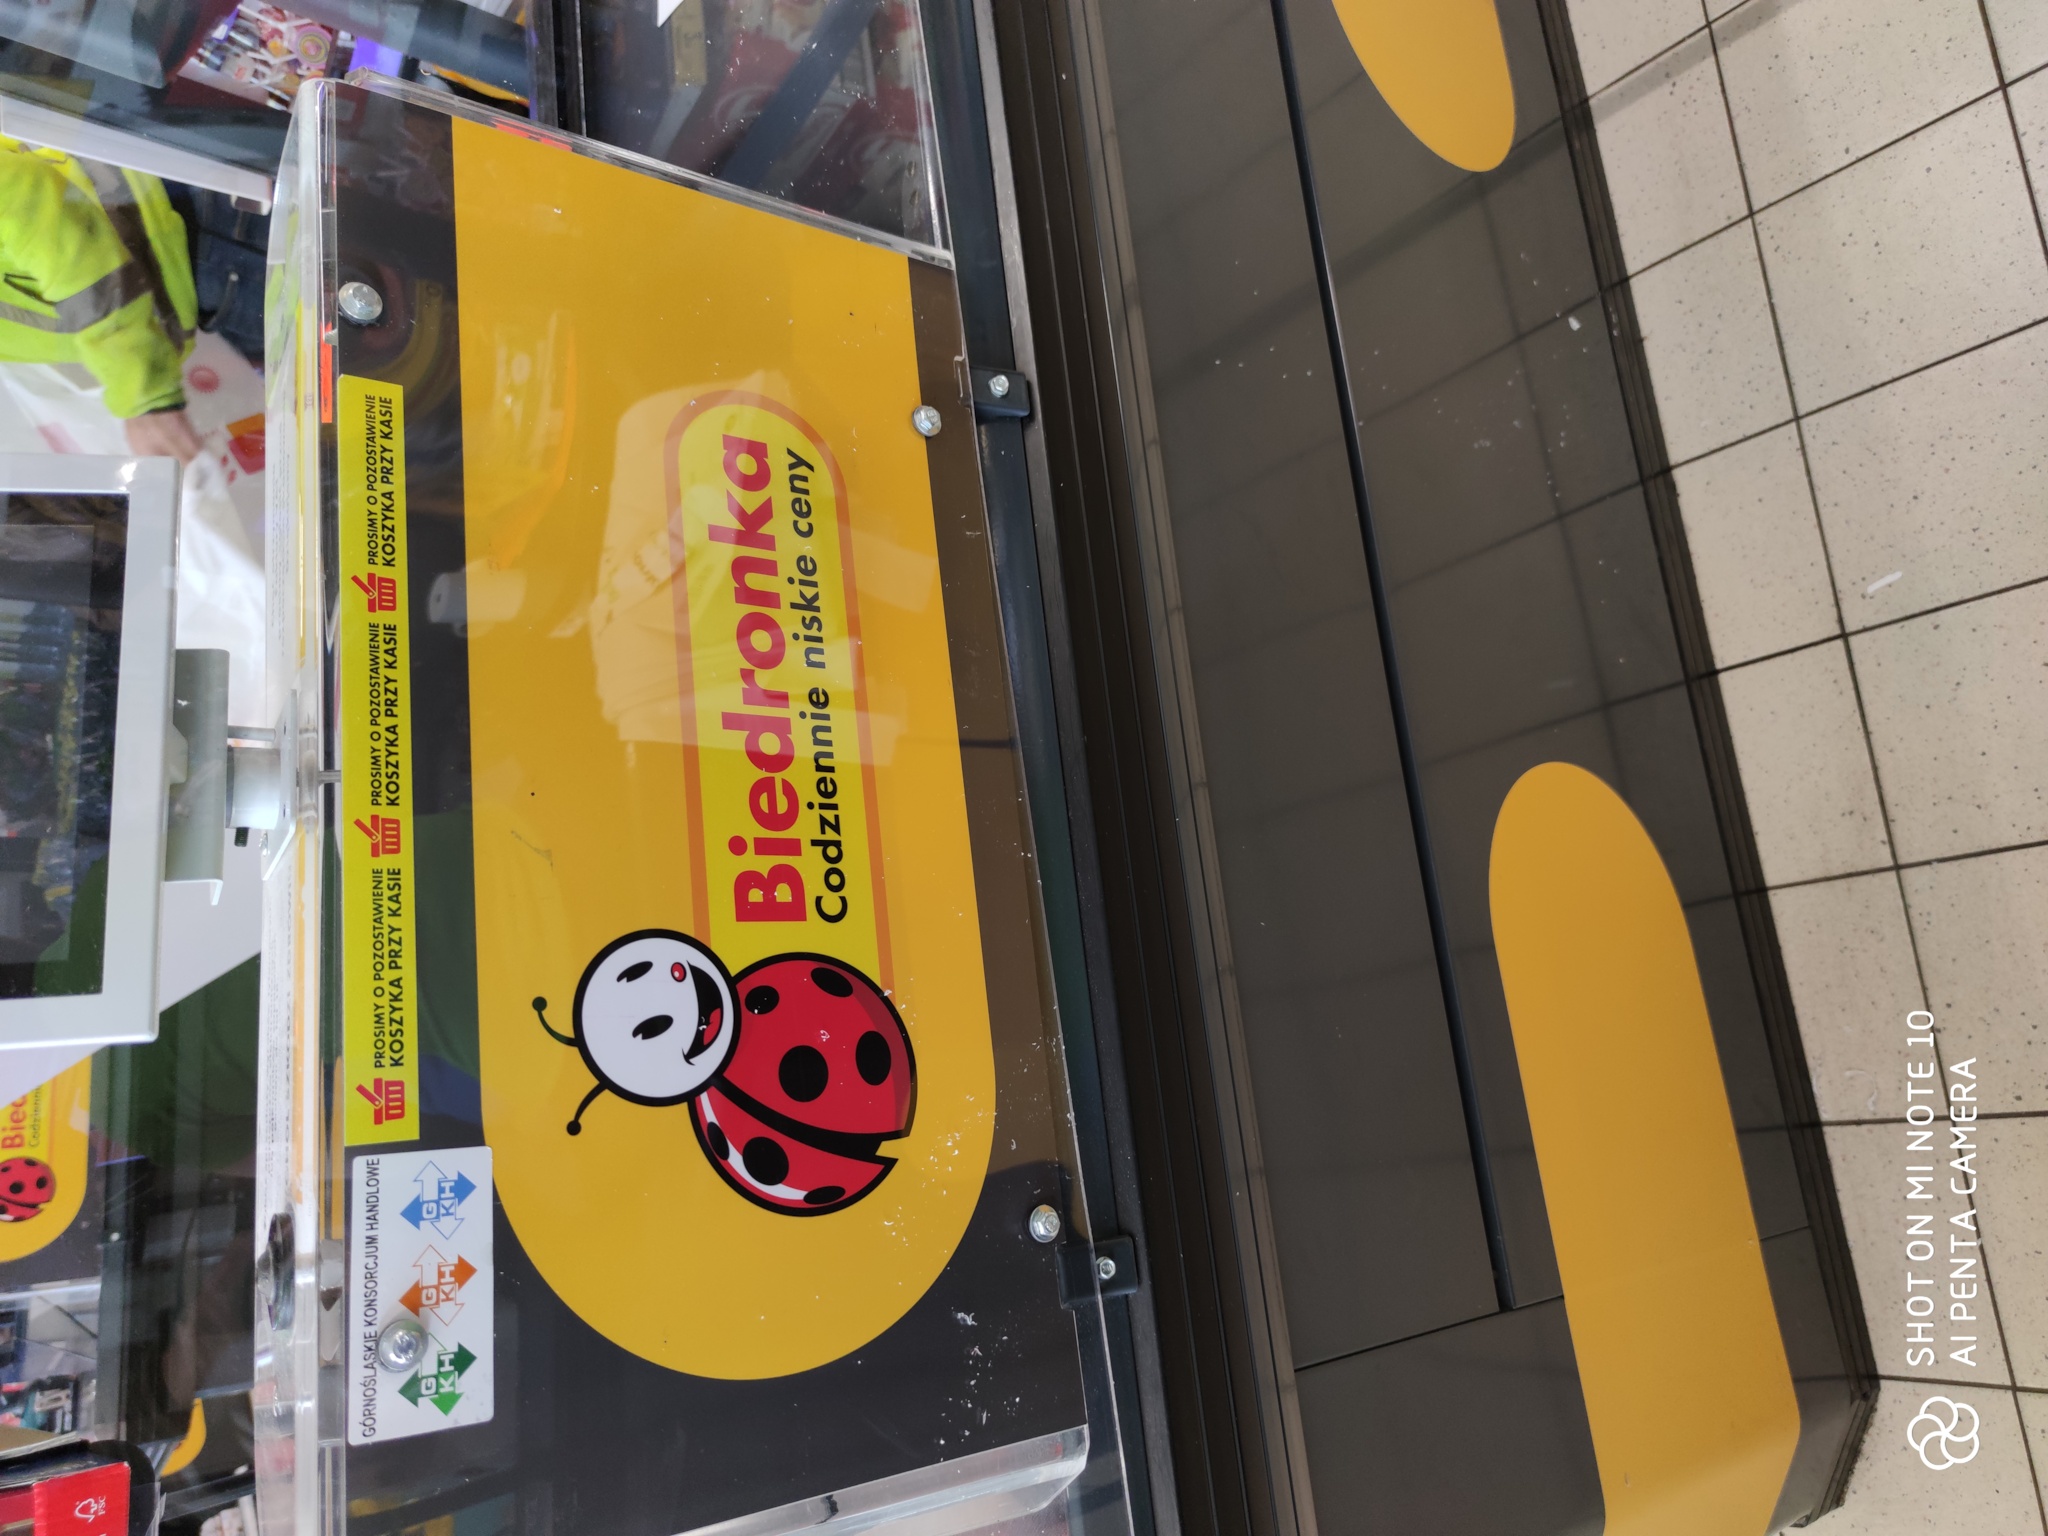 PROSIMY O POZOSTAWIENIE
KOSZYKA PRZY KASIE
PROSIMY O POZOSTAWIENIE
KOSZYKA PRZY KASIE
PROSIMY O POZOSTAWIENIE
KOSZYKA PRZY KASIE
GÓRNOŚLĄSKIE KONSORCJUM HANDLOWE
G
KH
G
KH
G
KH
Biedronka
Codziennie niskie ceny
FSC
SHOT ON MI NOTE 10
AI PENTA CAMERA